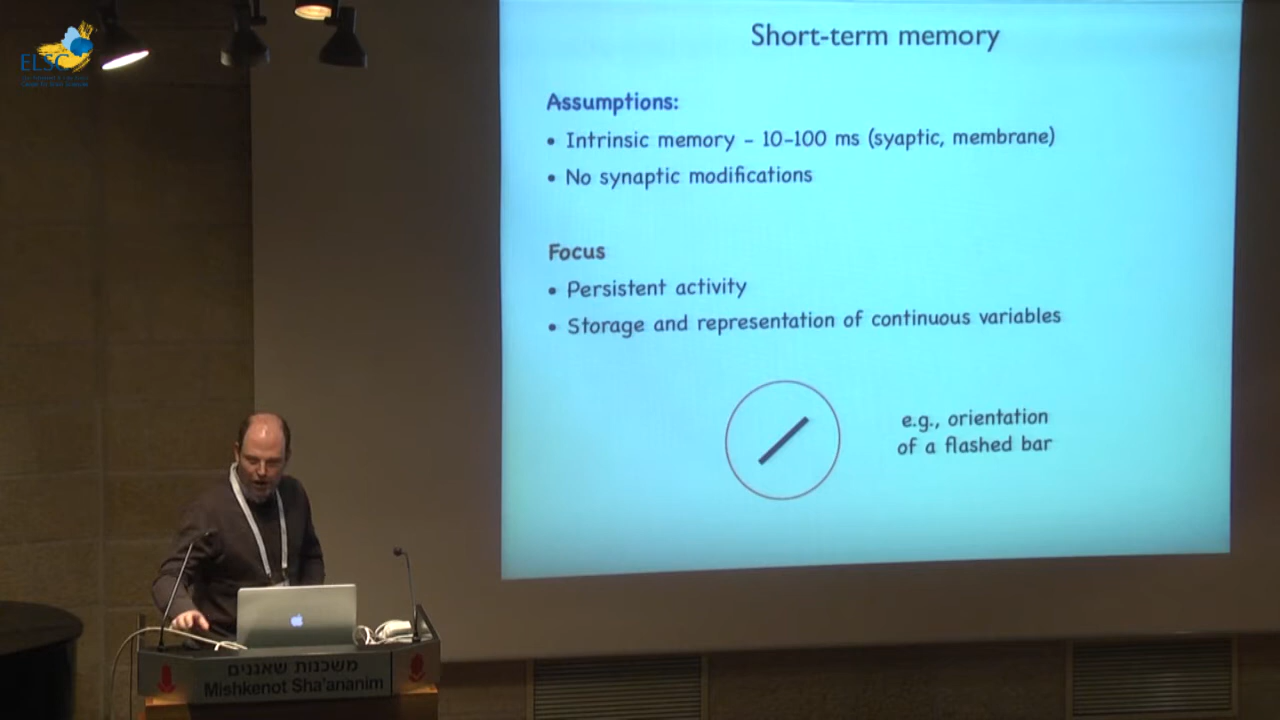 ELSC
Short-term memory
Assumptions:
• Intrinsic memory – 10–100 ms (syaptic, membrane)
• No synaptic modifications
Focus
• Persistent activity
• Storage and representation of continuous variables
e.g., orientation
of a flashed bar
משכנות שאננים
Mishkenot Sha'ananim